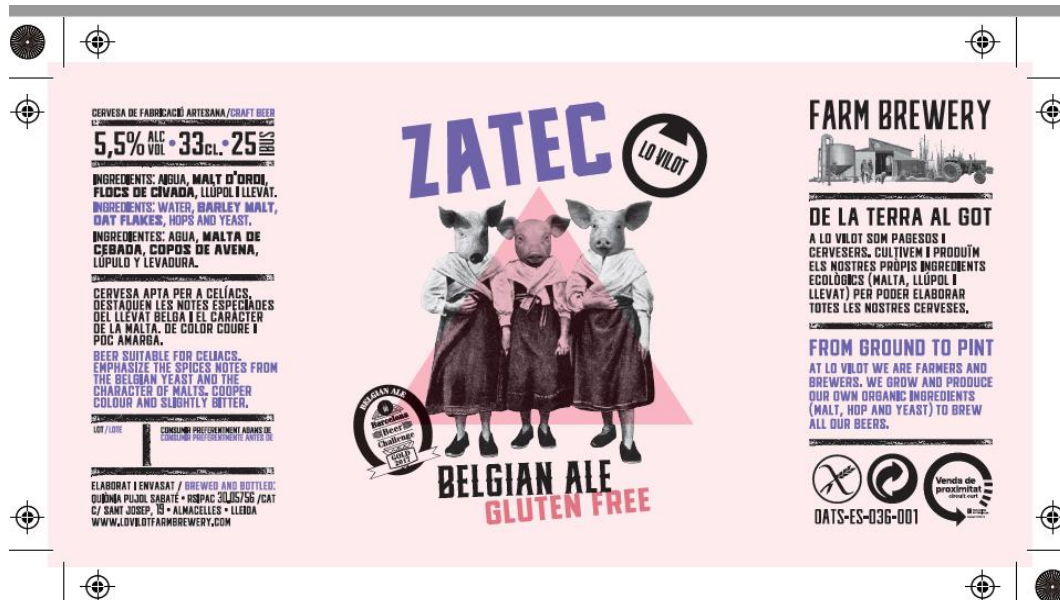 CERVESA DE FABRICACIÓ ARTESANA/CRAFT BEER
5,5% ALC VOL • 33CL. • 25 IBUS
INGREDIENTS: AIGUA, MALT D'ORDI,
FLOCS DE CIVADA, LLÚPOL I LLEVAT.
INGREDIENTS: WATER, BARLEY MALT,
OAT FLAKES, HOPS AND YEAST.
INGREDIENTES: AGUA, MALTA DE
CEBADA, COPOS DE AVENA,
LÚPULO Y LEVADURA.
CERVESA APTA PER A CELÍACS.
DESTAQUEN LES NOTES ESPECIADES
DEL LLEVAT BELGA I EL CARÀCTER
DE LA MALTA. DE COLOR COURE I
POC AMARGA.
BEER SUITABLE FOR CELIACS.
EMPHASIZE THE SPICES NOTES FROM
THE BELGIAN YEAST AND THE
CHARACTER OF MALTS. COOPER
COLOUR AND SLIGHTLY BITTER.
LOT/LOTE
CONSUMIR PREFERENTMENT ABANS DE
CONSUMIR PREFERENTEMENTE ANTES DE
ELABORAT I ENVASAT / BREWED AND BOTTLED:
QUIÒNIA PUJOL SABATÉ • RSIPAC 30.05756 /CAT
C/ SANT JOSEP, 19 • ALMACELLES • LLEIDA
WWW.LOVILOTFARMBREWERY.COM
ZATEC
LO VILOT
BELGIAN ALE
Barcelona
Beer
Challenge
GOLD
2017
BELGIAN ALE
GLUTEN FREE
FARM BREWERY
DE LA TERRA AL GOT
A LO VILOT SOM PAGESOS I
CERVESERS. CULTIVEM I PRODUÏM
ELS NOSTRES PRÒPIS INGREDIENTS
ECOLÒGICS (MALTA, LLÚPOL I
LLEVAT) PER PODER ELABORAR
TOTES LES NOSTRES CERVESES.
FROM GROUND TO PINT
AT LO VILOT WE ARE FARMERS AND
BREWERS. WE GROW AND PRODUCE
OUR OWN ORGANIC INGREDIENTS
(MALT, HOP AND YEAST) TO BREW
ALL OUR BEERS.
OATS-ES-036-001
Venda de
proximitat
circuit curt